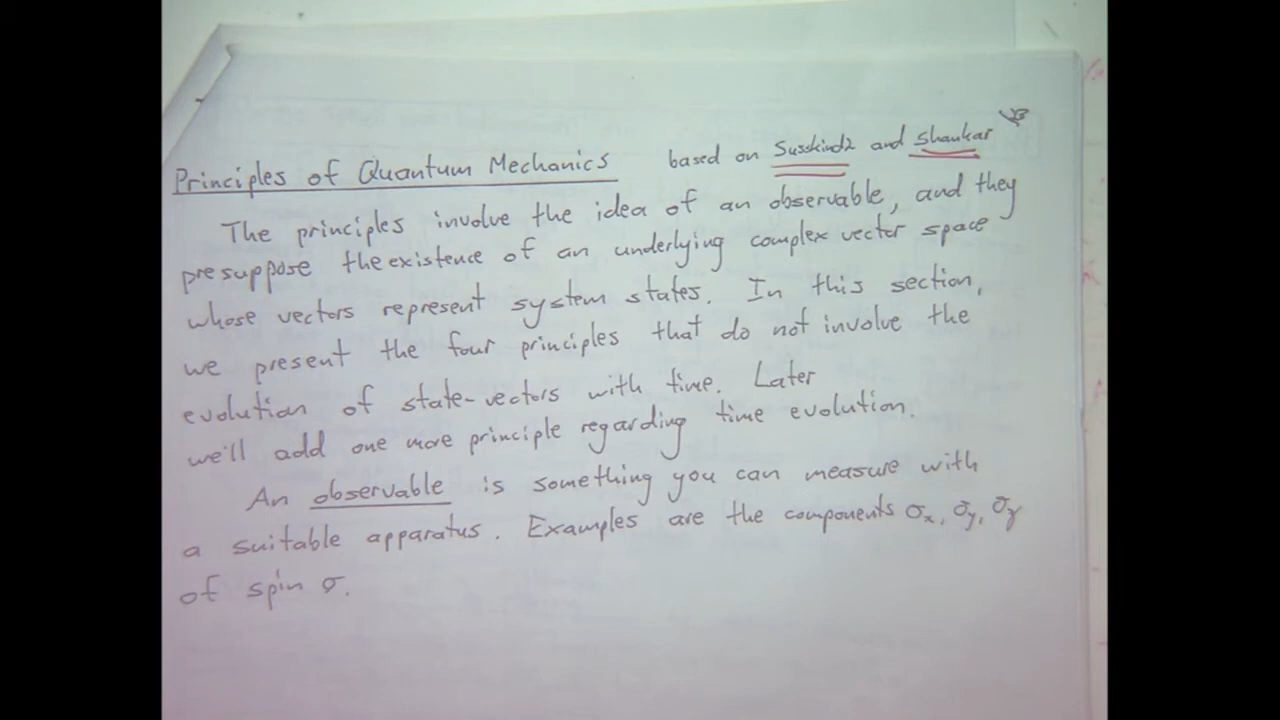 Principles of Quantum Mechanics based on Susskind2 and Shankar
The principles involve the idea of an observable, and they
presuppose the existence of an underlying complex vector space
whose vectors represent system states. In this section,
we present the four principles that do not involve the
evolution of state-vectors with time. Later
we'll add one more principle regarding time evolution.
An observable is something you can measure with
a suitable apparatus. Examples are the components σx, σy, σz
of spin σ.